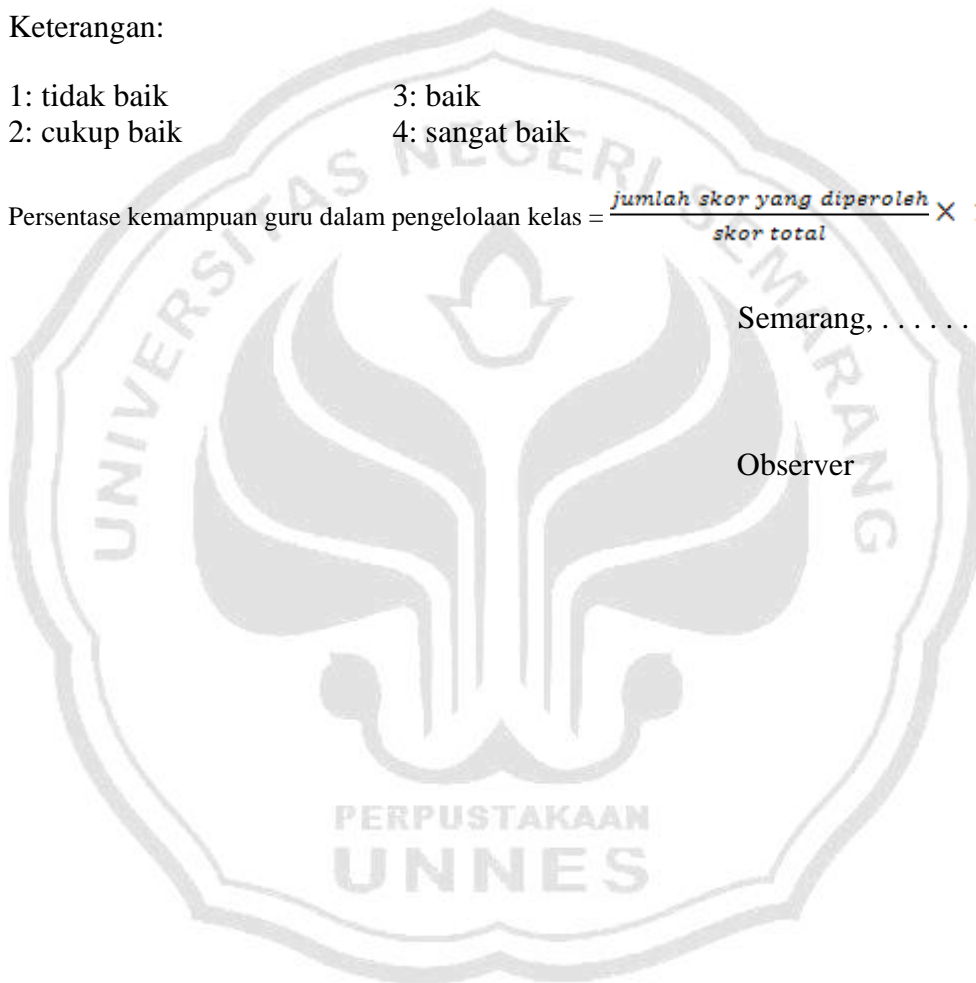 Keterangan:
1: tidak baik 3: baik
2: cukup baik 4: sangat baik
Persentase kemampuan guru dalam pengelolaan kelas = jumlah skor yang diperoleh / skor total ×
Semarang, . . . . . .
Observer
UNIVERSITAS NEGERI SEMARANG
PERPUSTAKAAN
UNNES